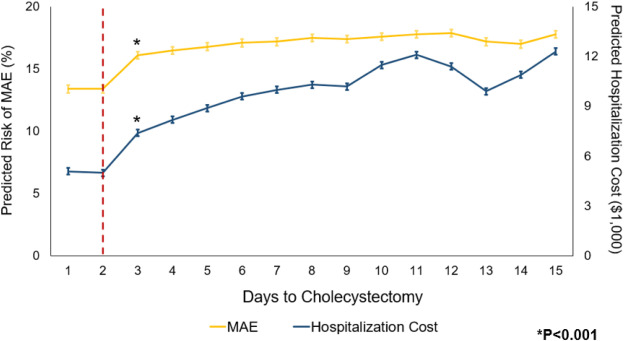 Predicted Risk of MAE (%)
20
15
10
5
0
*
*
15
12
9
6
3
0
Predicted Hospitalization Cost ($1,000)
1 2 3 4 5 6 7 8 9 10 11 12 13 14 15
Days to Cholecystectomy
MAE Hospitalization Cost
*P<0.001